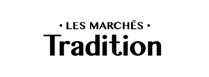 • LES MARCHÉS •
Tradition